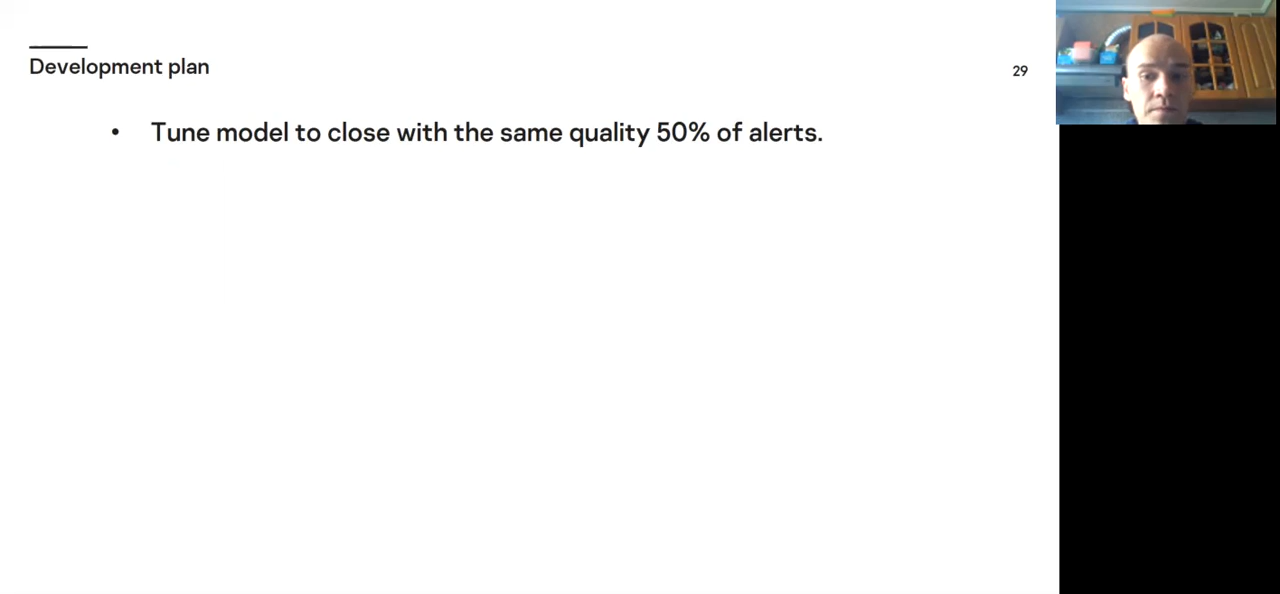 Development plan
29
• Tune model to close with the same quality 50% of alerts.